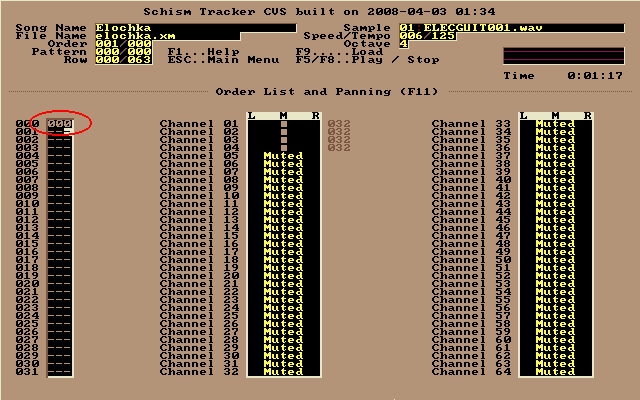 Schism Tracker CVS built on 2008-04-03 01:34
Song Name Elochka Sample 01 ELECGUIT001.wav
File Name elochka.xm Speed/Tempo 006/125
Order 001/000 Octave 4
Pattern 000/000 F1...Help F9.....Load
Row 000/063 ESC..Main Menu F5/F8..Play / Stop
Time 0:01:17
Order List and Panning (F11)
L M R L M R
000 000 Channel 01 032 Channel 33 Muted
001 --- Channel 02 032 Channel 34 Muted
002 --- Channel 03 032 Channel 35 Muted
003 --- Channel 04 032 Channel 36 Muted
004 --- Channel 05 Muted Channel 37 Muted
005 --- Channel 06 Muted Channel 38 Muted
006 --- Channel 07 Muted Channel 39 Muted
007 --- Channel 08 Muted Channel 40 Muted
008 --- Channel 09 Muted Channel 41 Muted
009 --- Channel 10 Muted Channel 42 Muted
010 --- Channel 11 Muted Channel 43 Muted
011 --- Channel 12 Muted Channel 44 Muted
012 --- Channel 13 Muted Channel 45 Muted
013 --- Channel 14 Muted Channel 46 Muted
014 --- Channel 15 Muted Channel 47 Muted
015 --- Channel 16 Muted Channel 48 Muted
016 --- Channel 17 Muted Channel 49 Muted
017 --- Channel 18 Muted Channel 50 Muted
018 --- Channel 19 Muted Channel 51 Muted
019 --- Channel 20 Muted Channel 52 Muted
020 --- Channel 21 Muted Channel 53 Muted
021 --- Channel 22 Muted Channel 54 Muted
022 --- Channel 23 Muted Channel 55 Muted
023 --- Channel 24 Muted Channel 56 Muted
024 --- Channel 25 Muted Channel 57 Muted
025 --- Channel 26 Muted Channel 58 Muted
026 --- Channel 27 Muted Channel 59 Muted
027 --- Channel 28 Muted Channel 60 Muted
028 --- Channel 29 Muted Channel 61 Muted
029 --- Channel 30 Muted Channel 62 Muted
030 --- Channel 31 Muted Channel 63 Muted
031 --- Channel 32 Muted Channel 64 Muted